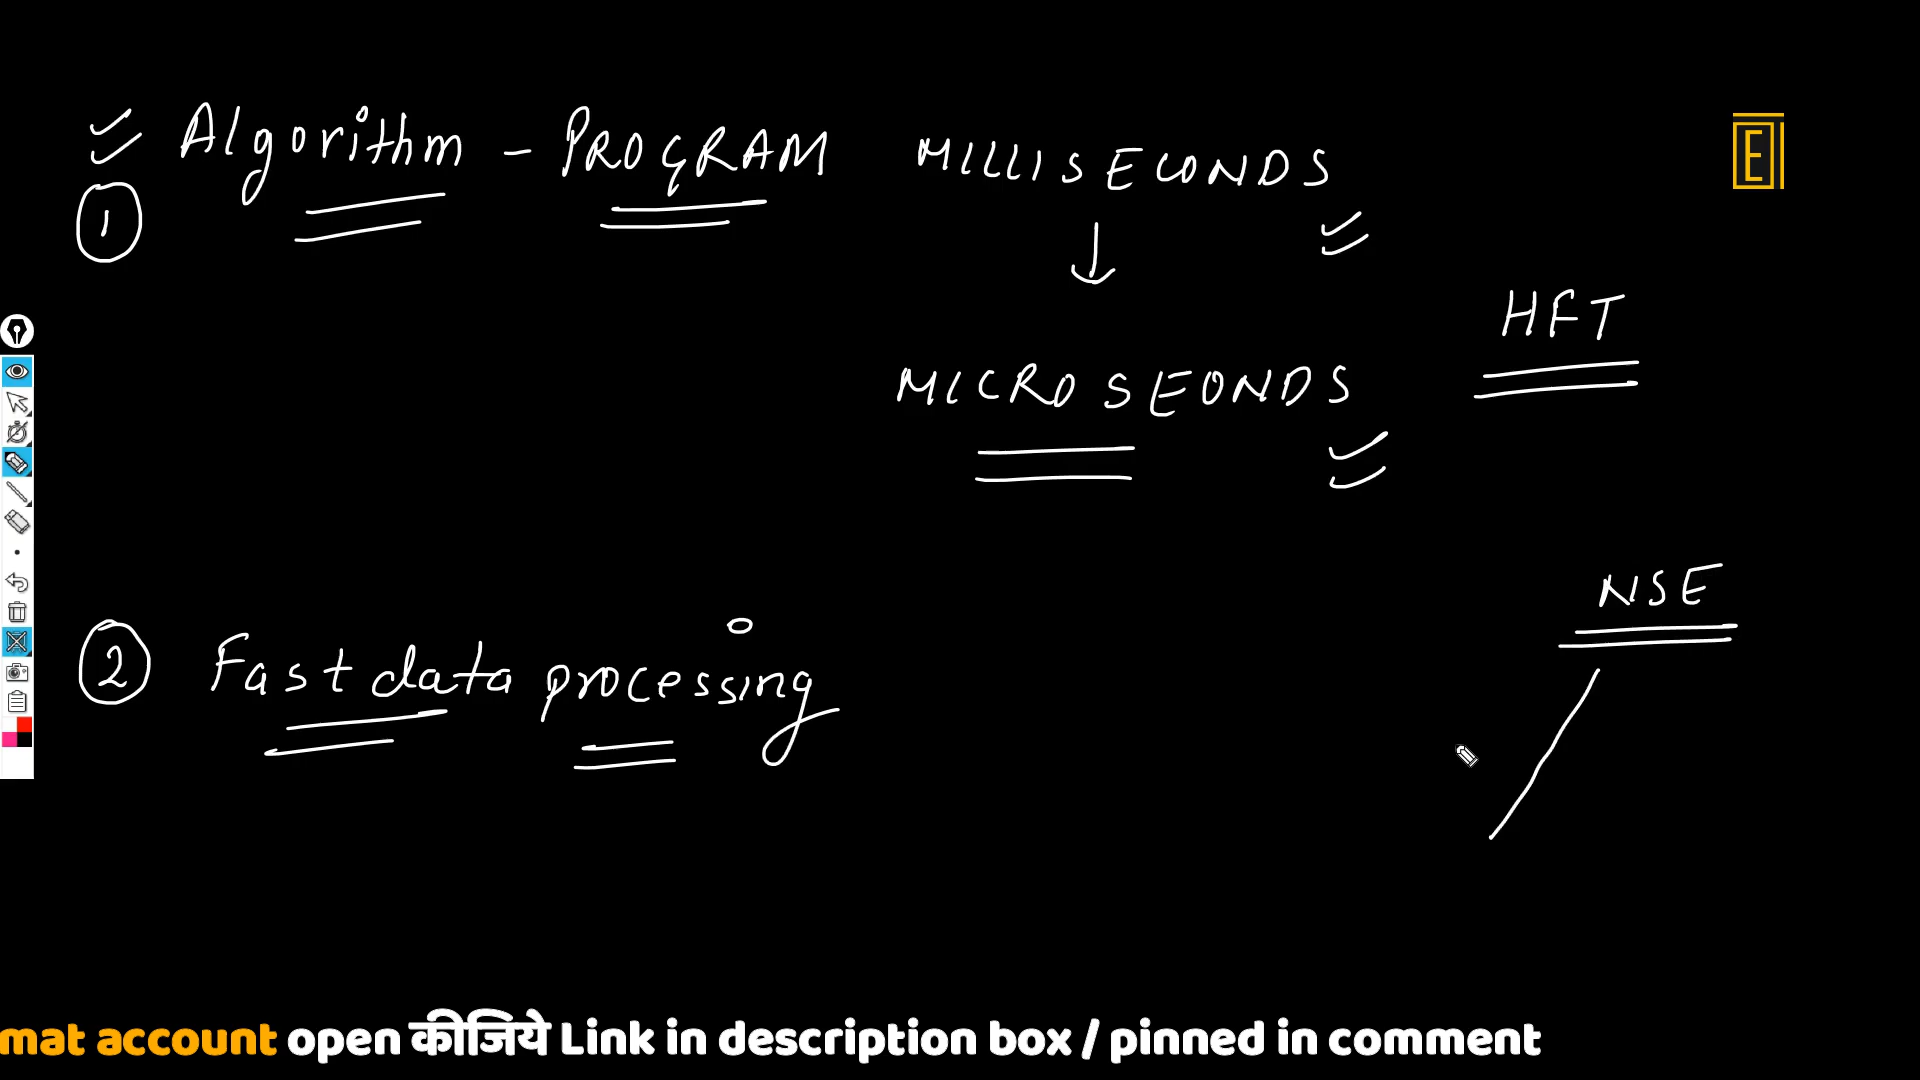 Algorithm - PROGRAM MILLISECONDS
1
HFT
MICROSEONDS
NSE
2 Fast data processing
E
mat account open कीजिये Link in description box / pinned in comment